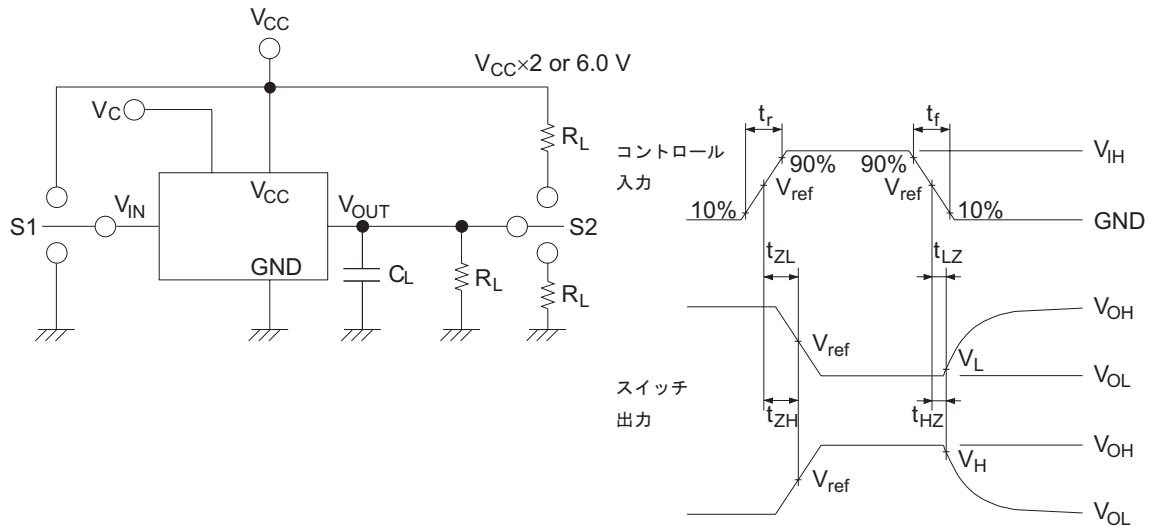 V_CC
V_CC×2 or 6.0 V
V_C
R_L
V_CC
V_IN
V_OUT
S1
S2
GND
C_L
R_L
R_L
t_r
t_f
コントロール
入力
90%
90%
V_IH
V_ref
V_ref
10%
10%
GND
t_ZL
t_LZ
V_OH
V_ref
V_L
V_OL
スイッチ
出力
t_ZH
t_HZ
V_OH
V_H
V_ref
V_OL